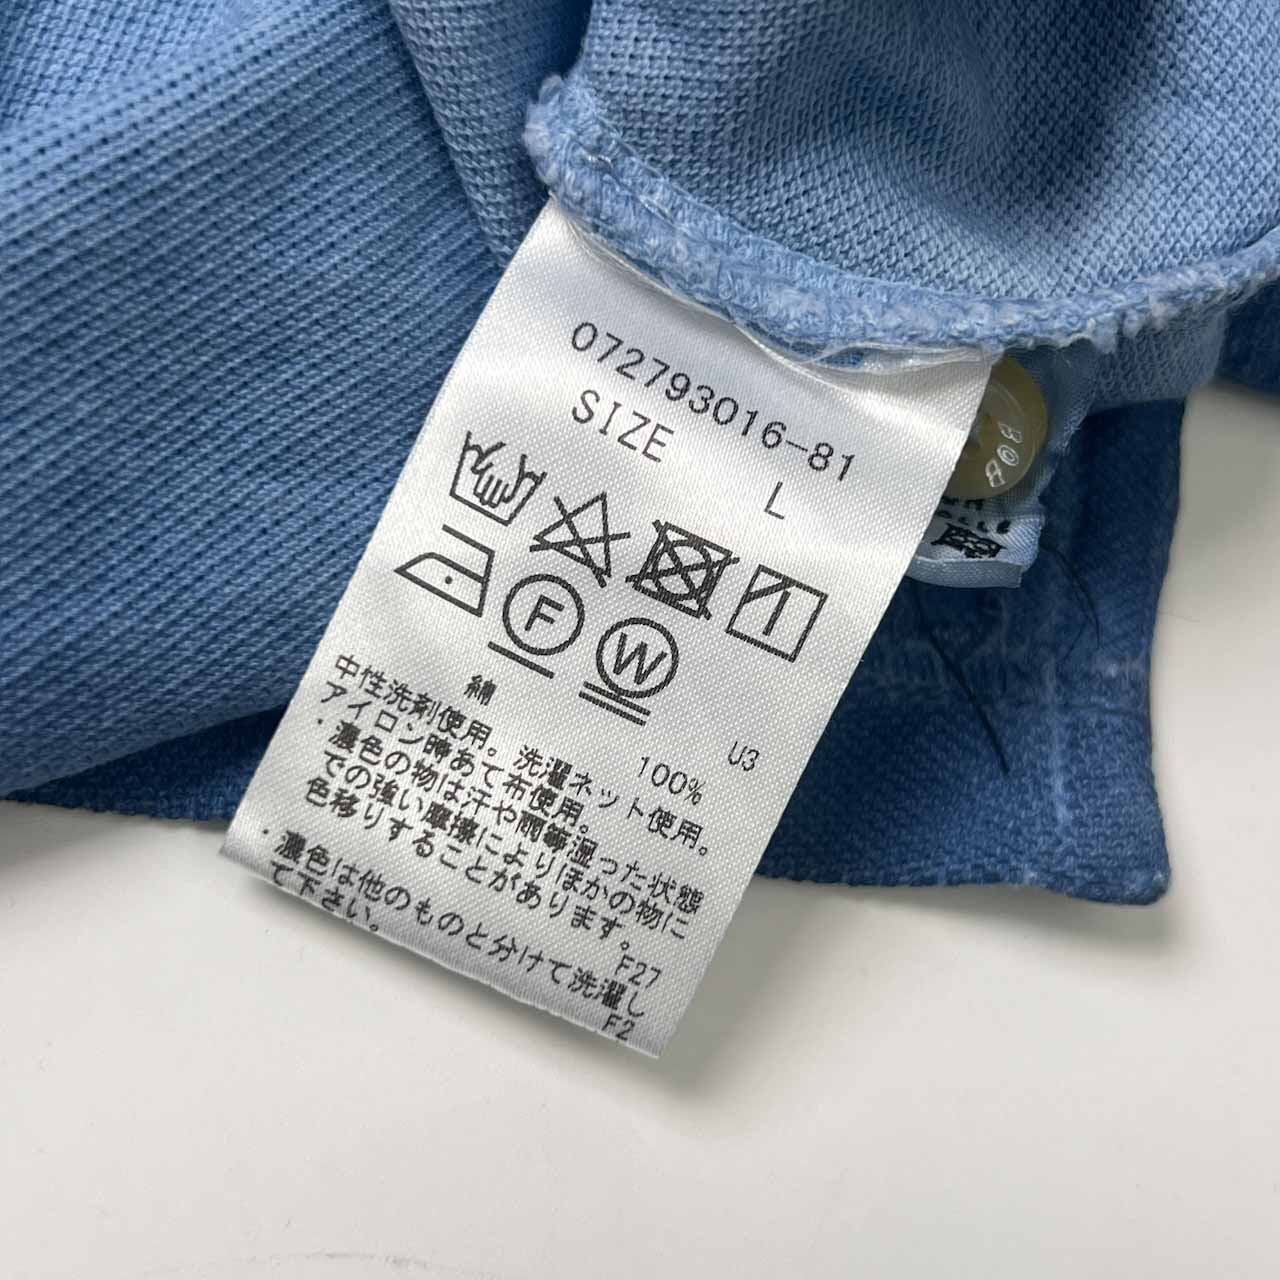 072793016-81
SIZE
L
F
W
U3
綿
100%
中性洗剤使用。洗濯ネット使用。
アイロン時あて布使用。
・濃色の物は汗や雨等湿った状態
での強い摩擦によりほかの物に
色移りすることがあります。
F27
・濃色は他のものと分けて洗濯し
て下さい。
F2
BOB